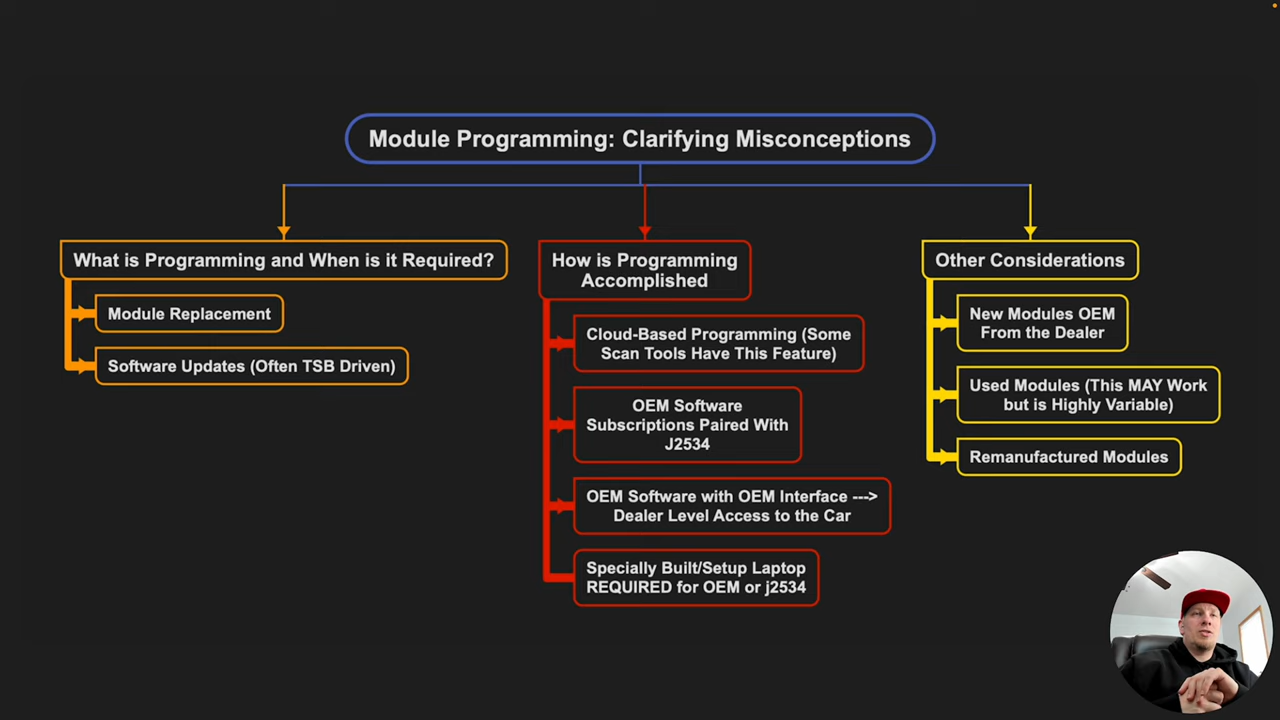 Module Programming: Clarifying Misconceptions
What is Programming and When is it Required?
Module Replacement
Software Updates (Often TSB Driven)
How is Programming
Accomplished
Cloud-Based Programming (Some
Scan Tools Have This Feature)
OEM Software
Subscriptions Paired With
J2534
OEM Software with OEM Interface --->
Dealer Level Access to the Car
Specially Built/Setup Laptop
REQUIRED for OEM or j2534
Other Considerations
New Modules OEM
From the Dealer
Used Modules (This MAY Work
but is Highly Variable)
Remanufactured Modules